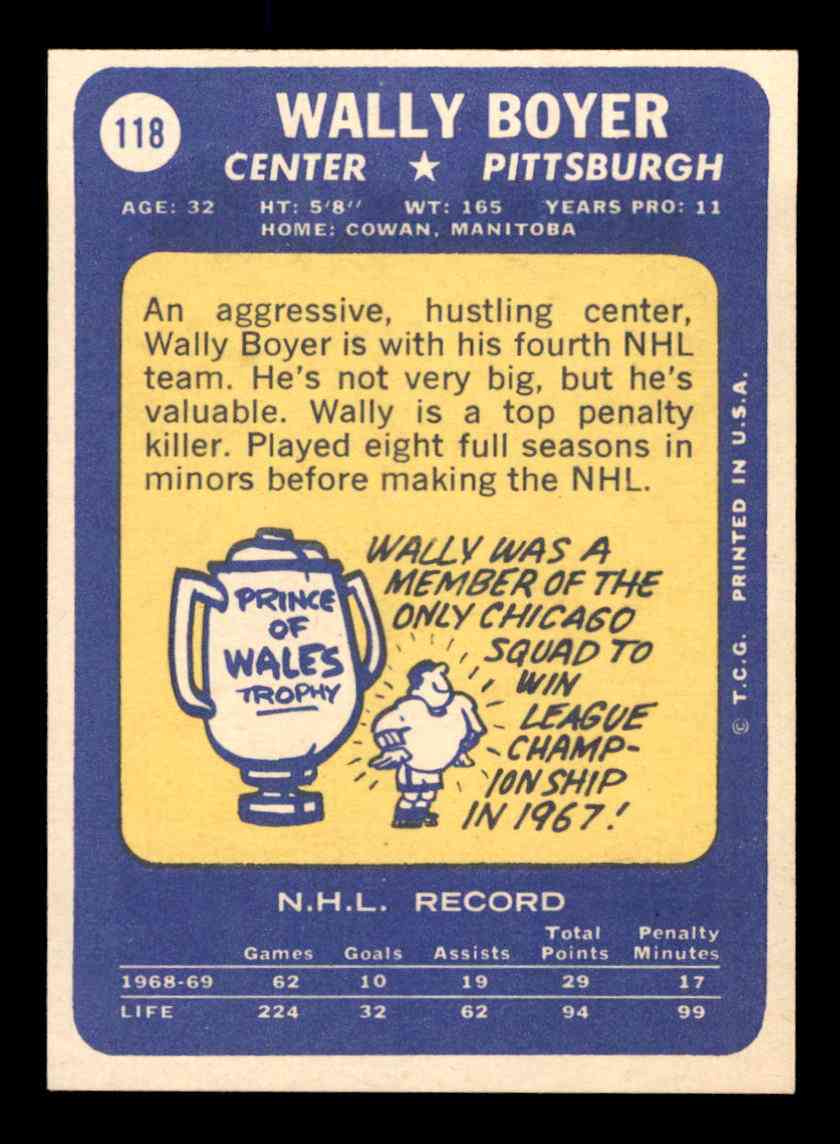 118
WALLY BOYER
CENTER ★ PITTSBURGH
AGE: 32 HT: 5'8" WT: 165 YEARS PRO: 11
HOME: COWAN, MANITOBA
An aggressive, hustling center,
Wally Boyer is with his fourth NHL
team. He's not very big, but he's
valuable. Wally is a top penalty
killer. Played eight full seasons in
minors before making the NHL.
PRINCE
OF
WALES
TROPHY
WALLY WAS A
MEMBER OF THE
ONLY CHICAGO
SQUAD TO
WIN
LEAGUE
CHAMP-
IONSHIP
IN 1967!
© T.C.G. PRINTED IN U.S.A.
N.H.L. RECORD
Games Goals Assists Total Points Penalty Minutes
1968-69 62 10 19 29 17
LIFE 224 32 62 94 99